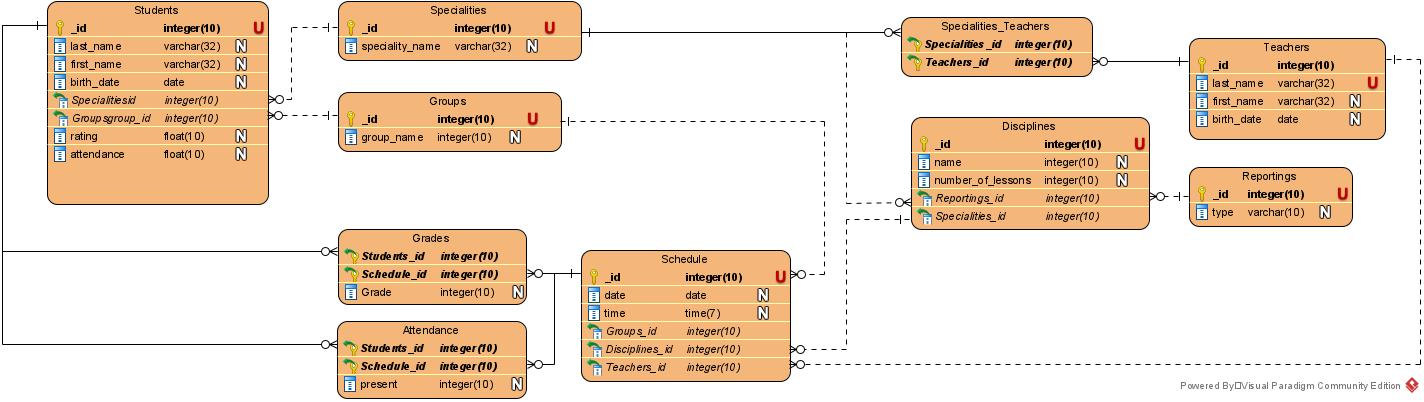 Students
_id integer(10) U
last_name varchar(32) N
first_name varchar(32) N
birth_date date N
Specialitiesid integer(10)
Groupsgroup_id integer(10)
rating float(10) N
attendance float(10) N
Specialities
_id integer(10) U
speciality_name varchar(32) N
Groups
_id integer(10) U
group_name integer(10) N
Specialities_Teachers
Specialities_id integer(10)
Teachers_id integer(10)
Teachers
_id integer(10)
last_name varchar(32) U
first_name varchar(32) N
birth_date date N
Disciplines
_id integer(10) U
name integer(10) N
number_of_lessons integer(10) N
Reportings_id integer(10)
Specialities_id integer(10)
Reportings
_id integer(10) U
type varchar(10) N
Grades
Students_id integer(10)
Schedule_id integer(10)
Grade integer(10) N
Attendance
Students_id integer(10)
Schedule_id integer(10)
present integer(10) N
Schedule
_id integer(10) U
date date N
time time(7) N
Groups_id integer(10)
Disciplines_id integer(10)
Teachers_id integer(10)
Powered By□Visual Paradigm Community Edition